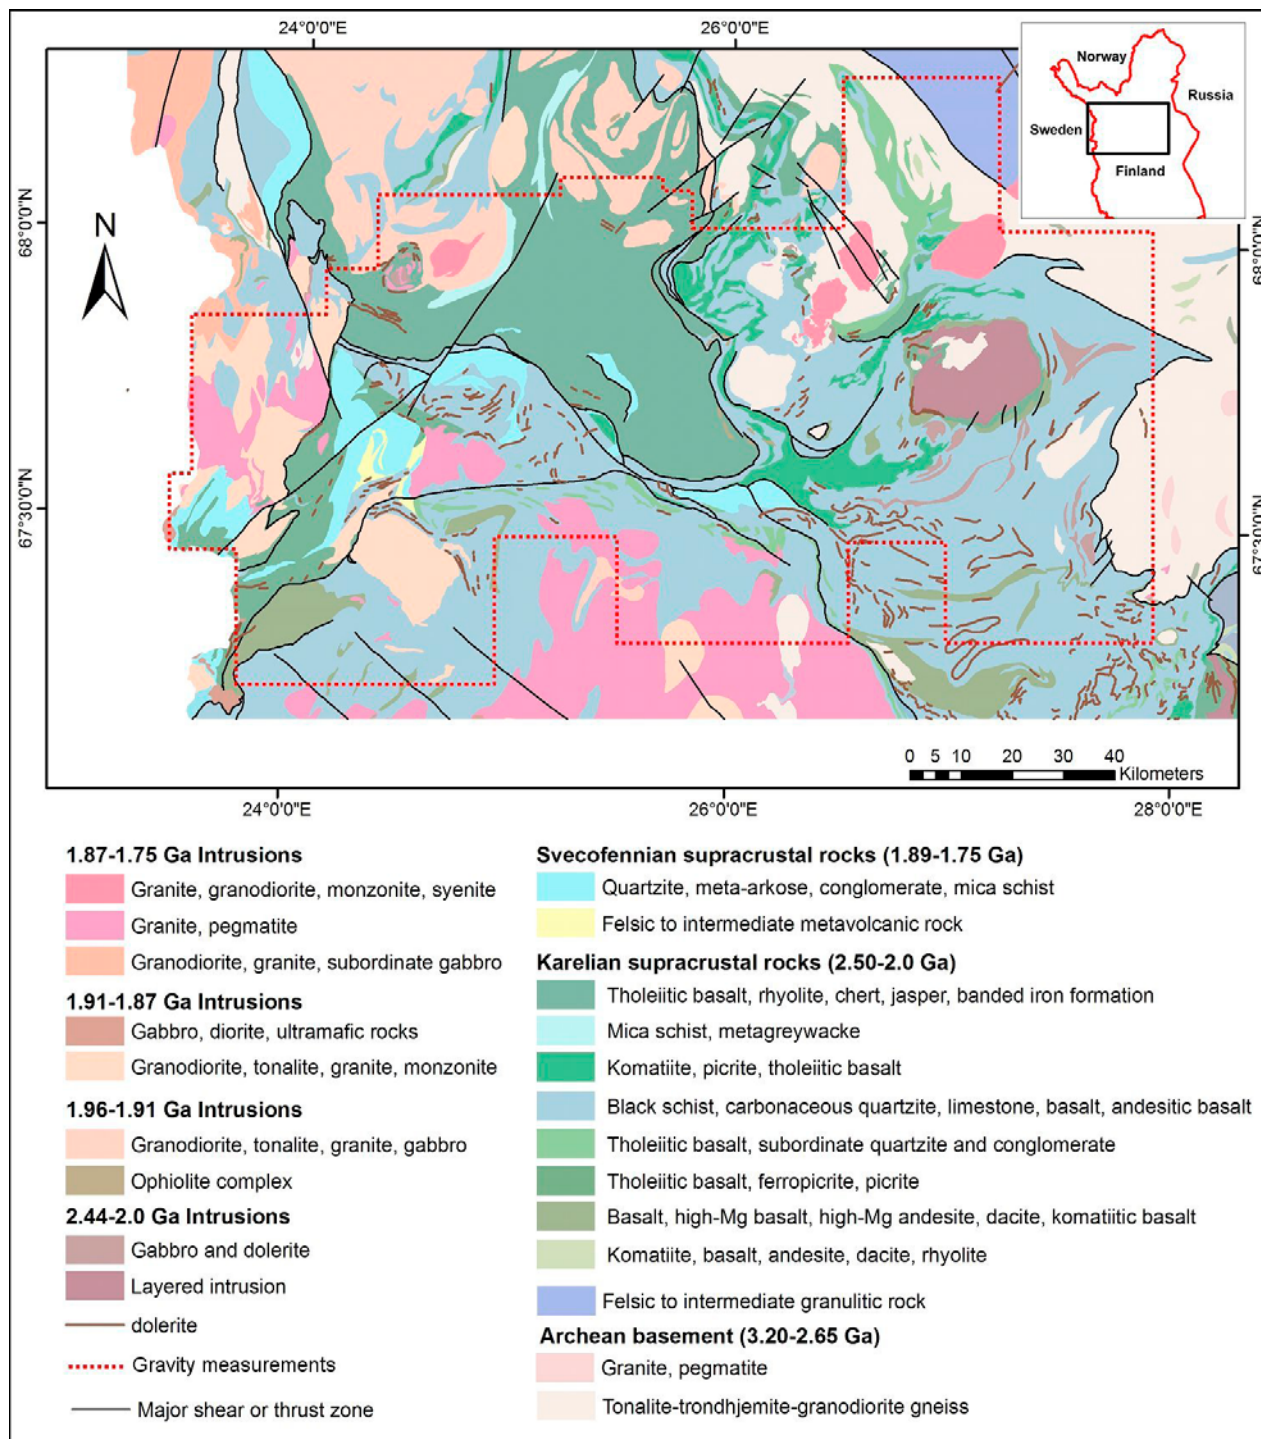 24°0'0"E
26°0'0"E
Norway
Russia
Sweden
Finland
N
68°0'0"N
68°0'0"N
67°30'0"N
67°30'0"N
0 5 10 20 30 40
Kilometers
24°0'0"E
26°0'0"E
28°0'0"E
1.87-1.75 Ga Intrusions
Granite, granodiorite, monzonite, syenite
Granite, pegmatite
Granodiorite, granite, subordinate gabbro
1.91-1.87 Ga Intrusions
Gabbro, diorite, ultramafic rocks
Granodiorite, tonalite, granite, monzonite
1.96-1.91 Ga Intrusions
Granodiorite, tonalite, granite, gabbro
Ophiolite complex
2.44-2.0 Ga Intrusions
Gabbro and dolerite
Layered intrusion
dolerite
Gravity measurements
Major shear or thrust zone
Svecofennian supracrustal rocks (1.89-1.75 Ga)
Quartzite, meta-arkose, conglomerate, mica schist
Felsic to intermediate metavolcanic rock
Karelian supracrustal rocks (2.50-2.0 Ga)
Tholeiitic basalt, rhyolite, chert, jasper, banded iron formation
Mica schist, metagreywacke
Komatiite, picrite, tholeiitic basalt
Black schist, carbonaceous quartzite, limestone, basalt, andesitic basalt
Tholeiitic basalt, subordinate quartzite and conglomerate
Tholeiitic basalt, ferropicrite, picrite
Basalt, high-Mg basalt, high-Mg andesite, dacite, komatiitic basalt
Komatiite, basalt, andesite, dacite, rhyolite
Felsic to intermediate granulitic rock
Archean basement (3.20-2.65 Ga)
Granite, pegmatite
Tonalite-trondhjemite-granodiorite gneiss